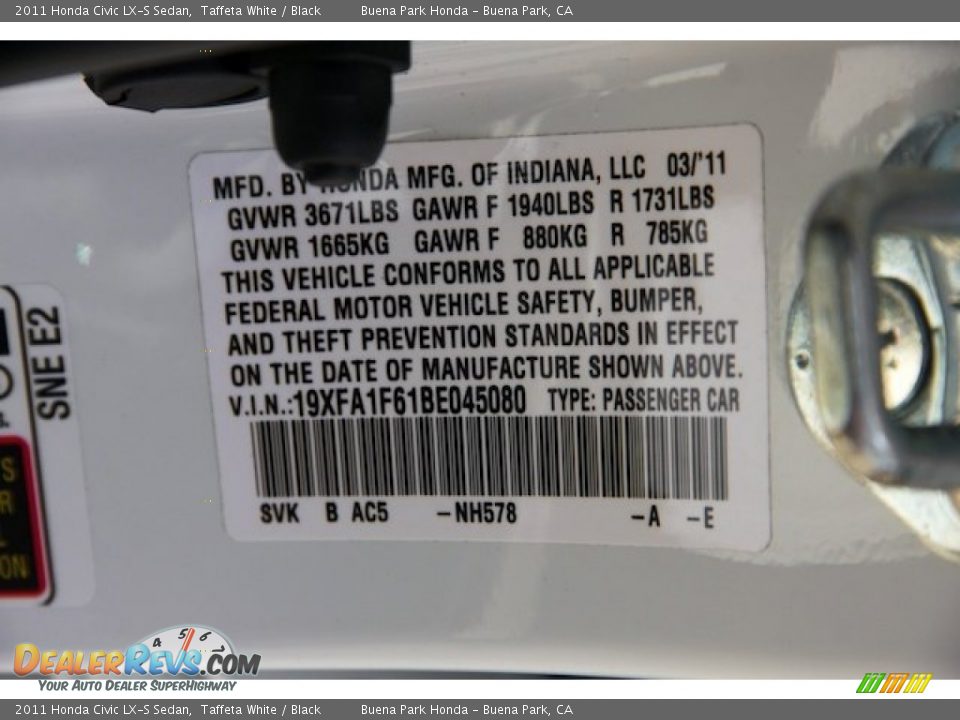 2011 Honda Civic LX-S Sedan, Taffeta White / Black Buena Park Honda - Buena Park, CA
MFD. BY HONDA MFG. OF INDIANA, LLC 03/'11
GVWR 3671LBS GAWR F 1940LBS R 1731LBS
GVWR 1665KG GAWR F 880KG R 785KG
THIS VEHICLE CONFORMS TO ALL APPLICABLE
FEDERAL MOTOR VEHICLE SAFETY, BUMPER,
AND THEFT PREVENTION STANDARDS IN EFFECT
ON THE DATE OF MANUFACTURE SHOWN ABOVE.
V.I.N.:19XFA1F61BE045080 TYPE: PASSENGER CAR
SVK B AC5 -NH578 -A -E
SNE E2
ON
4 5 6
DEALERREVS.COM
YOUR AUTO DEALER SUPERHIGHWAY
2011 Honda Civic LX-S Sedan, Taffeta White / Black Buena Park Honda - Buena Park, CA